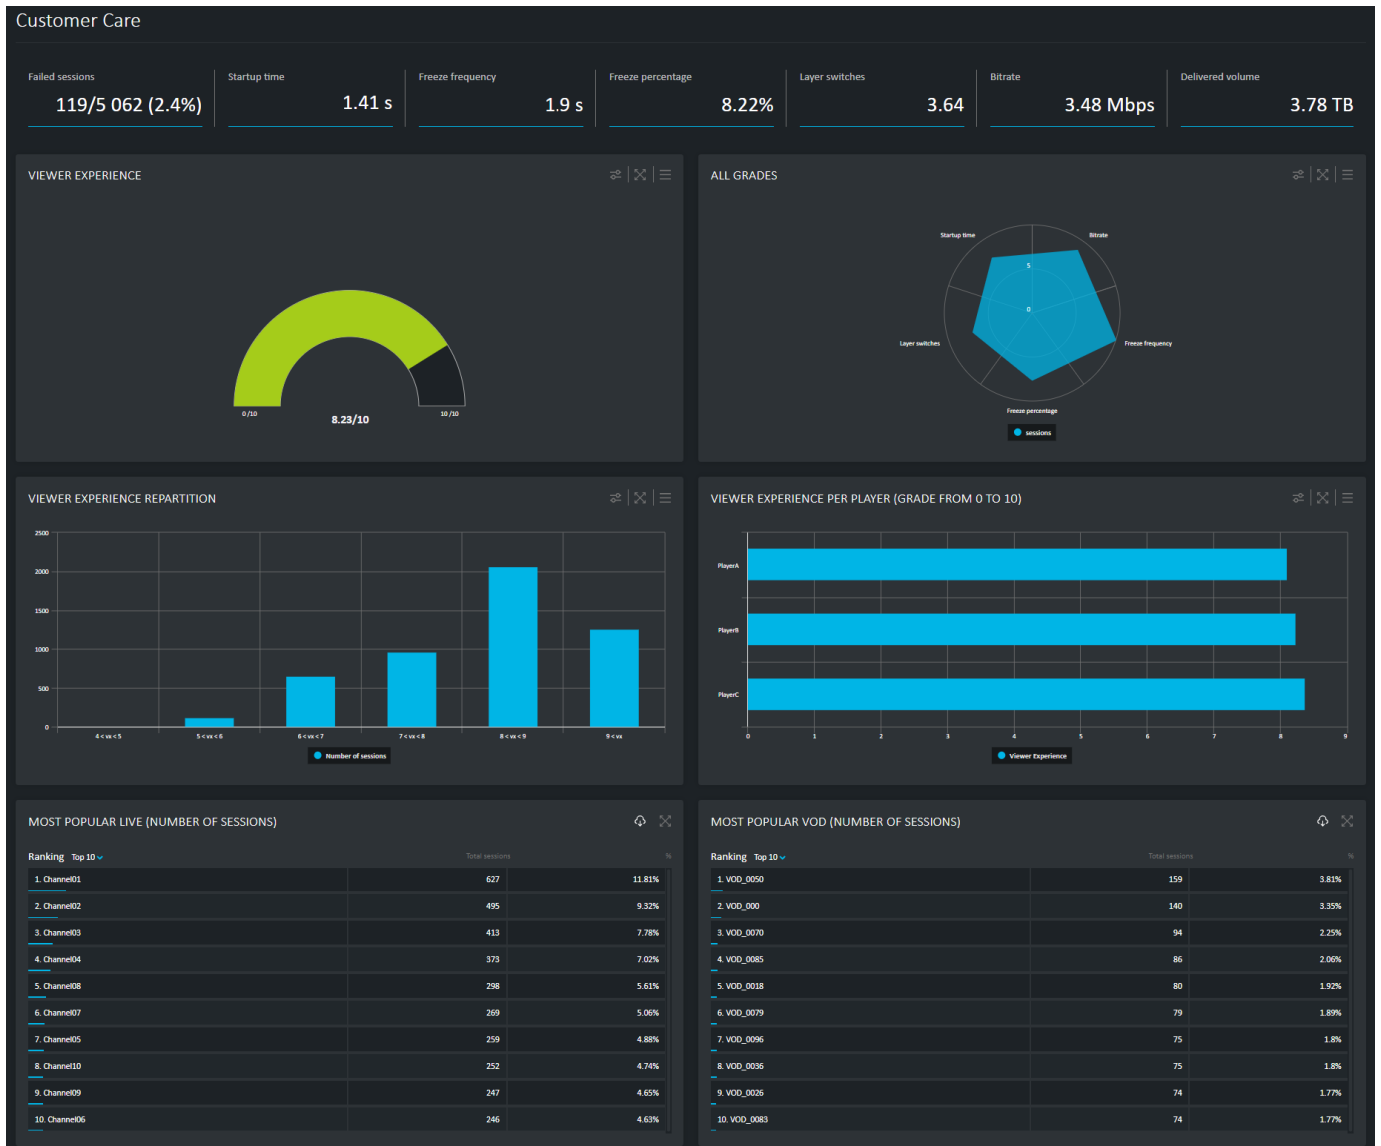 Customer Care
Failed sessions
119/5 062 (2.4%)
Startup time
1.41 s
Freeze frequency
1.9 s
Freeze percentage
8.22%
Layer switches
3.64
Bitrate
3.48 Mbps
Delivered volume
3.78 TB
VIEWER EXPERIENCE
0 /10
8.23/10
10 /10
ALL GRADES
Startup time
Bitrate
5
0
Layer switches
Freeze frequency
Freeze percentage
sessions
VIEWER EXPERIENCE REPARTITION
2500
2000
1500
1000
500
0
4 < vx < 5
5 < vx < 6
6 < vx < 7
7 < vx < 8
8 < vx < 9
9 < vx
Number of sessions
VIEWER EXPERIENCE PER PLAYER (GRADE FROM 0 TO 10)
PlayerA
PlayerB
PlayerC
0 1 2 3 4 5 6 7 8 9
Viewer Experience
MOST POPULAR LIVE (NUMBER OF SESSIONS)
Ranking Top 10 Total sessions %
1. Channel01 627 11.81%
2. Channel02 495 9.32%
3. Channel03 413 7.78%
4. Channel04 373 7.02%
5. Channel08 298 5.61%
6. Channel07 269 5.06%
7. Channel05 259 4.88%
8. Channel10 252 4.74%
9. Channel09 247 4.65%
10. Channel06 246 4.63%
MOST POPULAR VOD (NUMBER OF SESSIONS)
Ranking Top 10 Total sessions %
1. VOD_0050 159 3.81%
2. VOD_000 140 3.35%
3. VOD_0070 94 2.25%
4. VOD_0085 86 2.06%
5. VOD_0018 80 1.92%
6. VOD_0079 79 1.89%
7. VOD_0096 75 1.8%
8. VOD_0036 75 1.8%
9. VOD_0026 74 1.77%
10. VOD_0083 74 1.77%